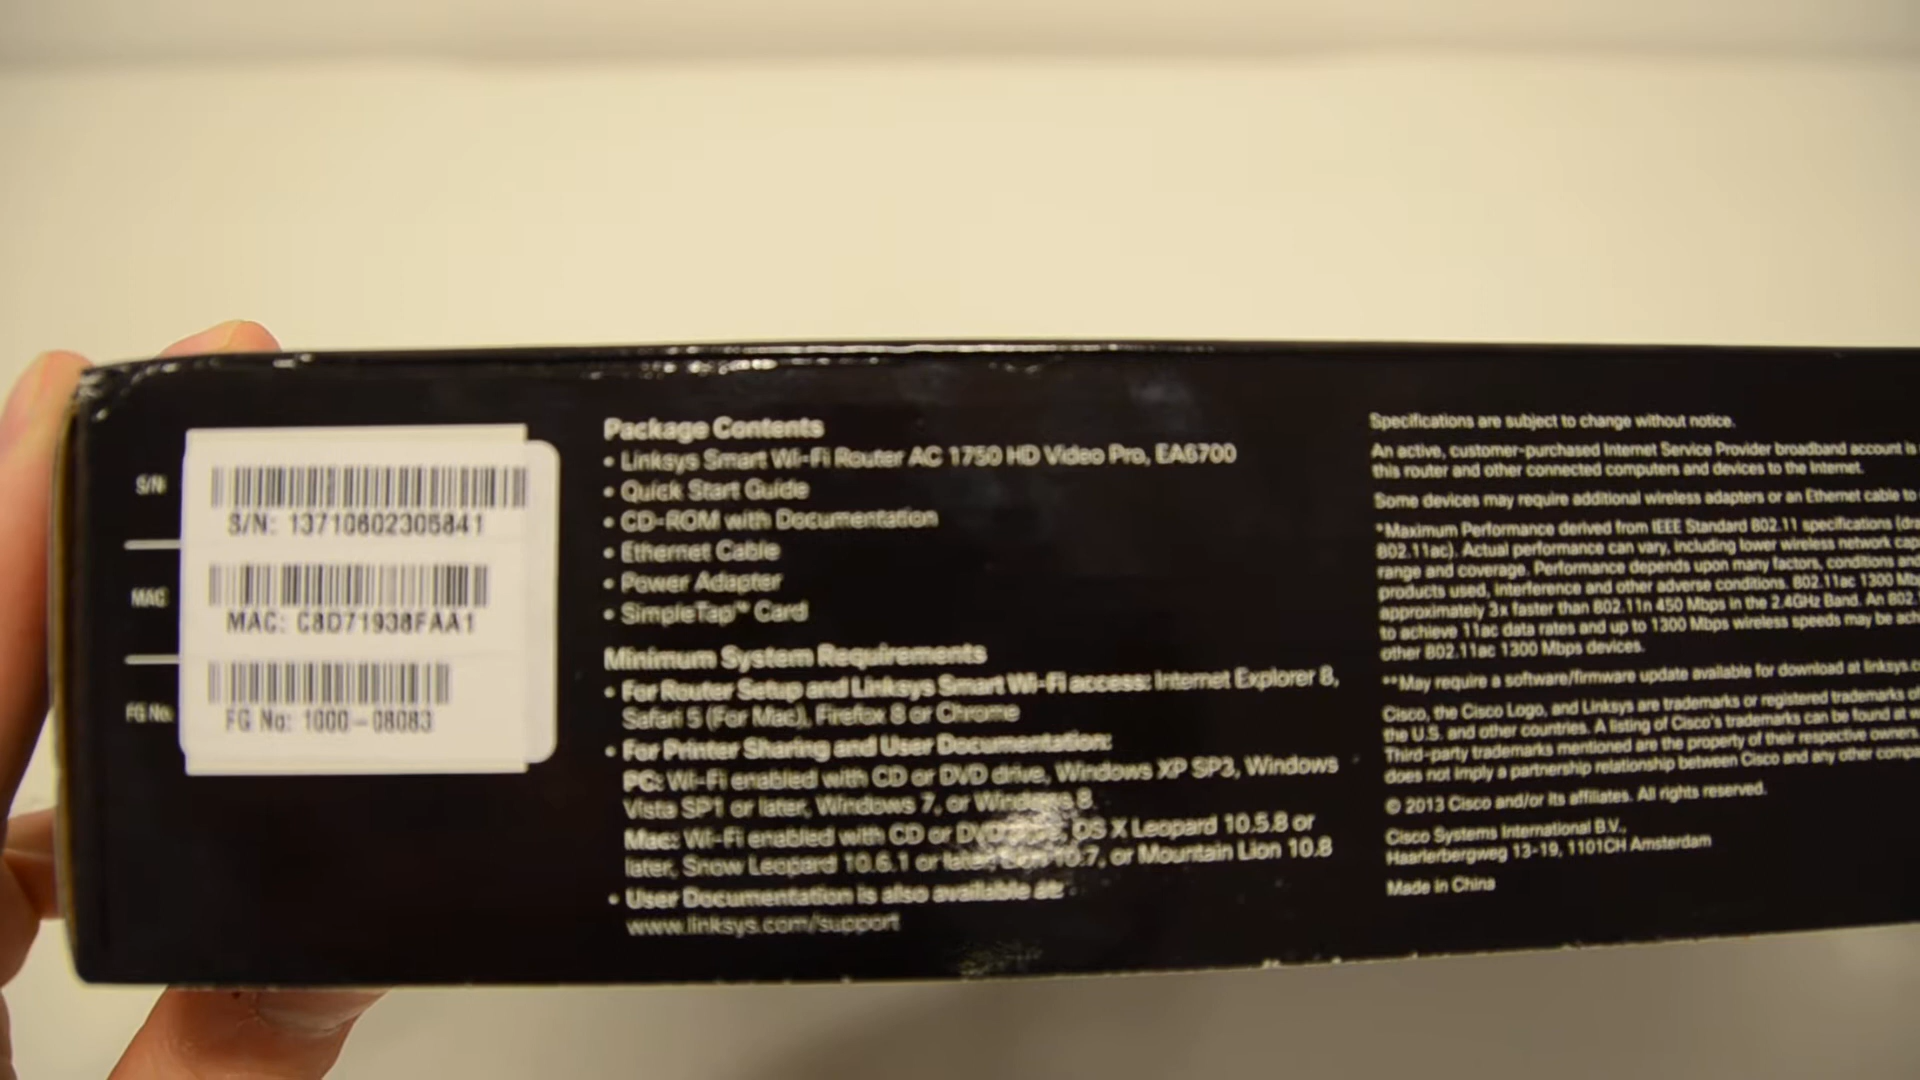 S/N
S/N: 13710602305841
MAC
MAC: C8D71938FAA1
FG No.
FG No: 1000-08083
Package Contents
• Linksys Smart Wi-Fi Router AC 1750 HD Video Pro, EA6700
• Quick Start Guide
• CD-ROM with Documentation
• Ethernet Cable
• Power Adapter
• SimpleTap™ Card
Minimum System Requirements
• For Router Setup and Linksys Smart Wi-Fi access: Internet Explorer 8,
Safari 5 (For Mac), Firefox 8 or Chrome
• For Printer Sharing and User Documentation:
PC: Wi-Fi enabled with CD or DVD drive, Windows XP SP3, Windows
Vista SP1 or later, Windows 7, or Windows 8
Mac: Wi-Fi enabled with CD or DVD drive, OS X Leopard 10.5.8 or
later, Snow Leopard 10.6.1 or later, Lion 10.7, or Mountain Lion 10.8
• User Documentation is also available at:
www.linksys.com/support
Specifications are subject to change without notice.
An active, customer-purchased Internet Service Provider broadband account is
this router and other connected computers and devices to the Internet.
Some devices may require additional wireless adapters or an Ethernet cable to
*Maximum Performance derived from IEEE Standard 802.11 specifications (dra
802.11ac). Actual performance can vary, including lower wireless network cap
range and coverage. Performance depends upon many factors, conditions and
products used, interference and other adverse conditions. 802.11ac 1300 Mbp
approximately 3x faster than 802.11n 450 Mbps in the 2.4GHz Band. An 802.
to achieve 11ac data rates and up to 1300 Mbps wireless speeds may be ach
other 802.11ac 1300 Mbps devices.
**May require a software/firmware update available for download at linksys.c
Cisco, the Cisco Logo, and Linksys are trademarks or registered trademarks of
the U.S. and other countries. A listing of Cisco's trademarks can be found at w
Third-party trademarks mentioned are the property of their respective owners.
does not imply a partnership relationship between Cisco and any other compa
© 2013 Cisco and/or its affiliates. All rights reserved.
Cisco Systems International B.V.,
Haarlerbergweg 13-19, 1101CH Amsterdam
Made in China